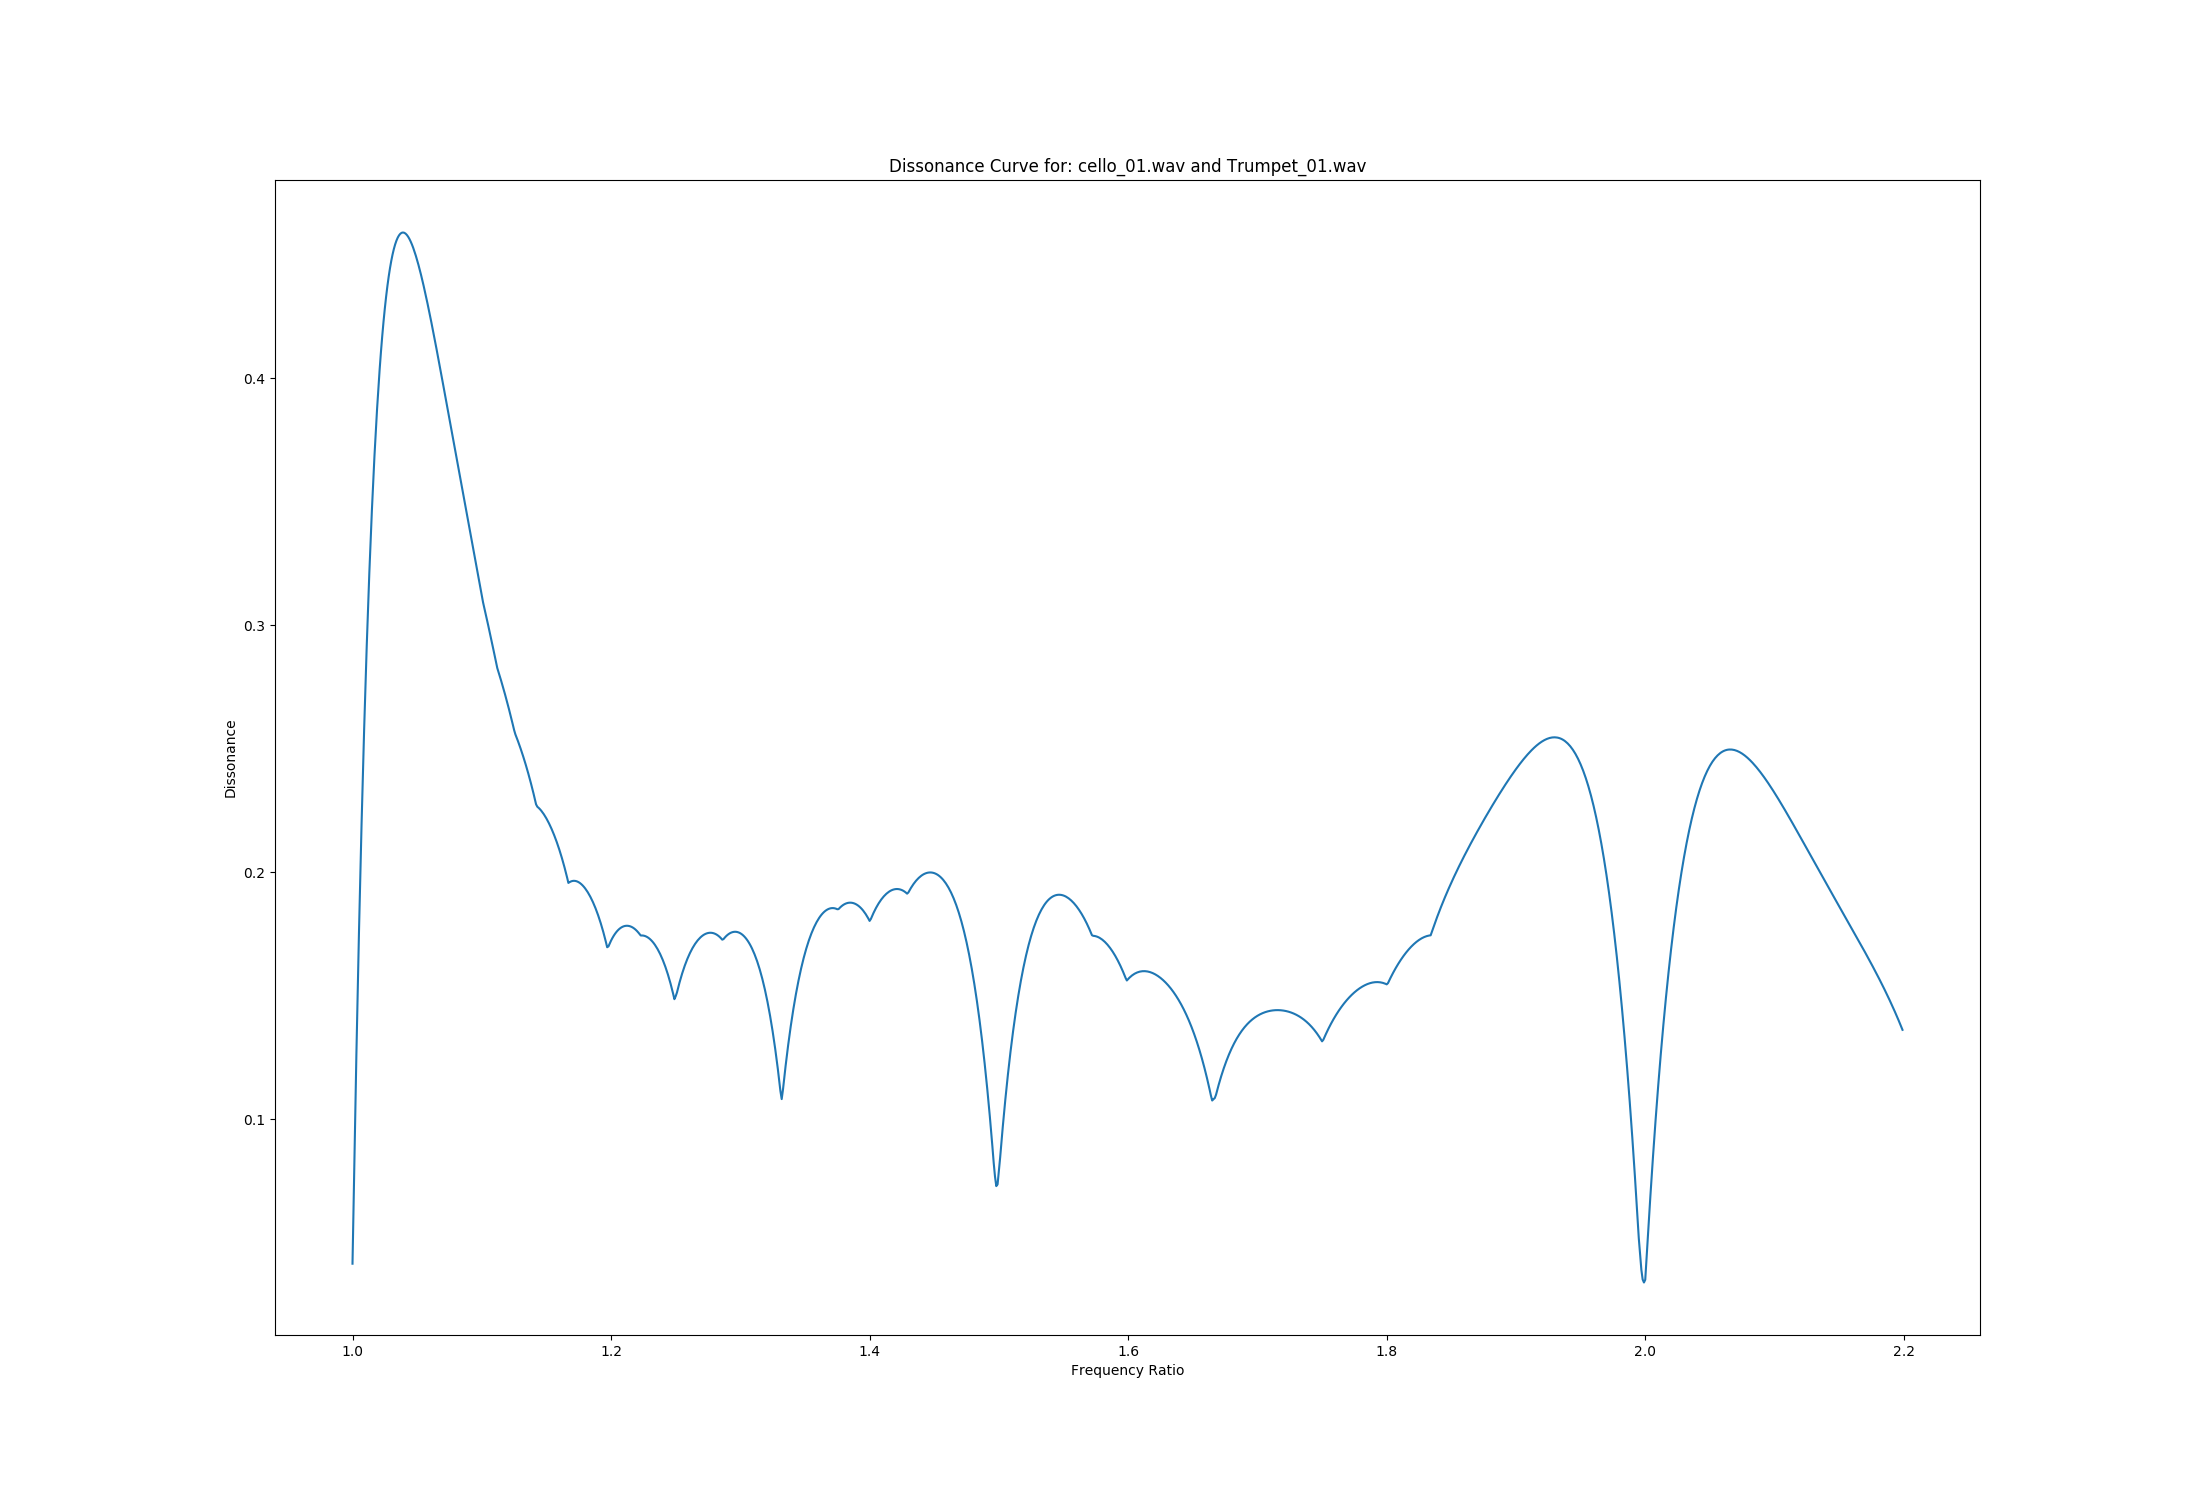 Dissonance Curve for: cello_01.wav and Trumpet_01.wav
0.4
0.3
0.2
0.1
Dissonance
1.0 1.2 1.4 1.6 1.8 2.0 2.2
Frequency Ratio